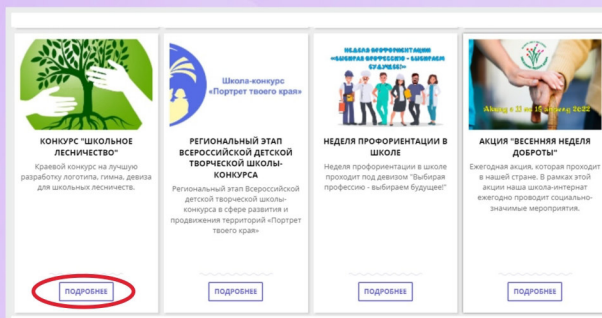 КОНКУРС "ШКОЛЬНОЕ
ЛЕСНИЧЕСТВО"
Краевой конкурс на лучшую
разработку логотипа, гимна, девиза
для школьных лесничеств.
ПОДРОБНЕЕ
Школа-конкурс
«Портрет твоего края»
РЕГИОНАЛЬНЫЙ ЭТАП
ВСЕРОССИЙСКОЙ ДЕТСКОЙ
ТВОРЧЕСКОЙ ШКОЛЫ-
КОНКУРСА
Региональный этап Всероссийской
детской творческой школы-
конкурса в сфере развития и
продвижения территорий «Портрет
твоего края»
ПОДРОБНЕЕ
НЕДЕЛЯ ПРОФОРИЕНТАЦИИ
«ВЫБИРАЯ ПРОФЕССИЮ - ВЫБИРАЕМ
БУДУЩЕЕ!»
НЕДЕЛЯ ПРОФОРИЕНТАЦИИ В
ШКОЛЕ
Неделя профориентации в школе
проходит под девизом "Выбирая
профессию - выбираем будущее!"
ПОДРОБНЕЕ
15 2022
АКЦИЯ "ВЕСЕННЯЯ НЕДЕЛЯ
ДОБРОТЫ"
Ежегодная акция, которая проходит
в нашей стране. В рамках этой
акции наша школа-интернат
ежегодно проводит социально-
значимые мероприятия.
ПОДРОБНЕЕ